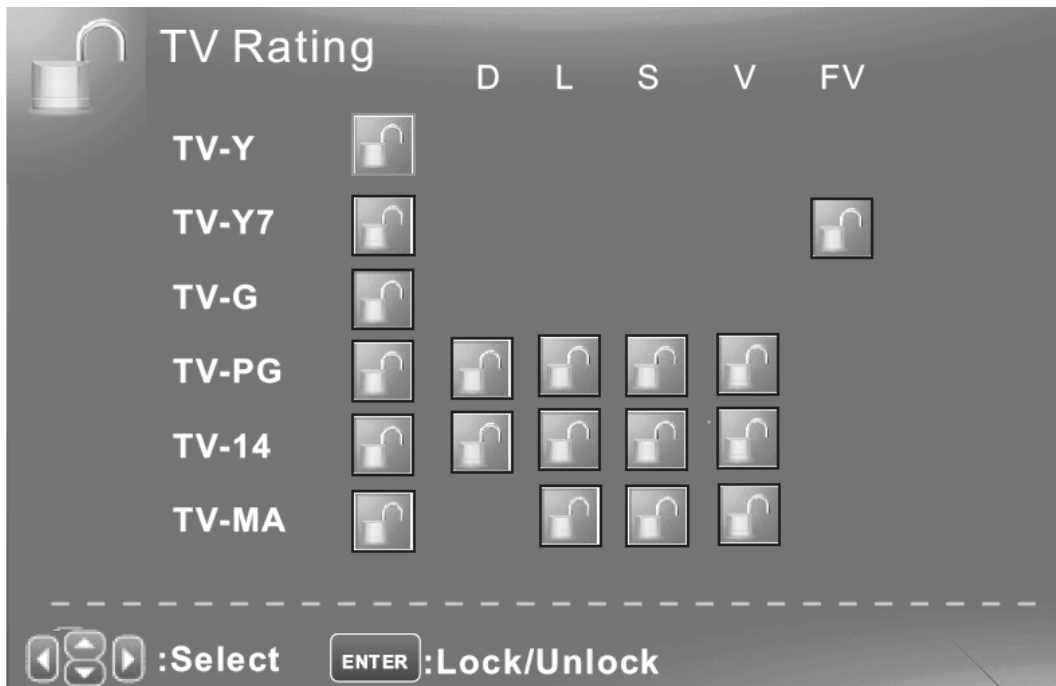 TV Rating
D L S V FV
TV-Y
TV-Y7
TV-G
TV-PG
TV-14
TV-MA
:Select ENTER :Lock/Unlock